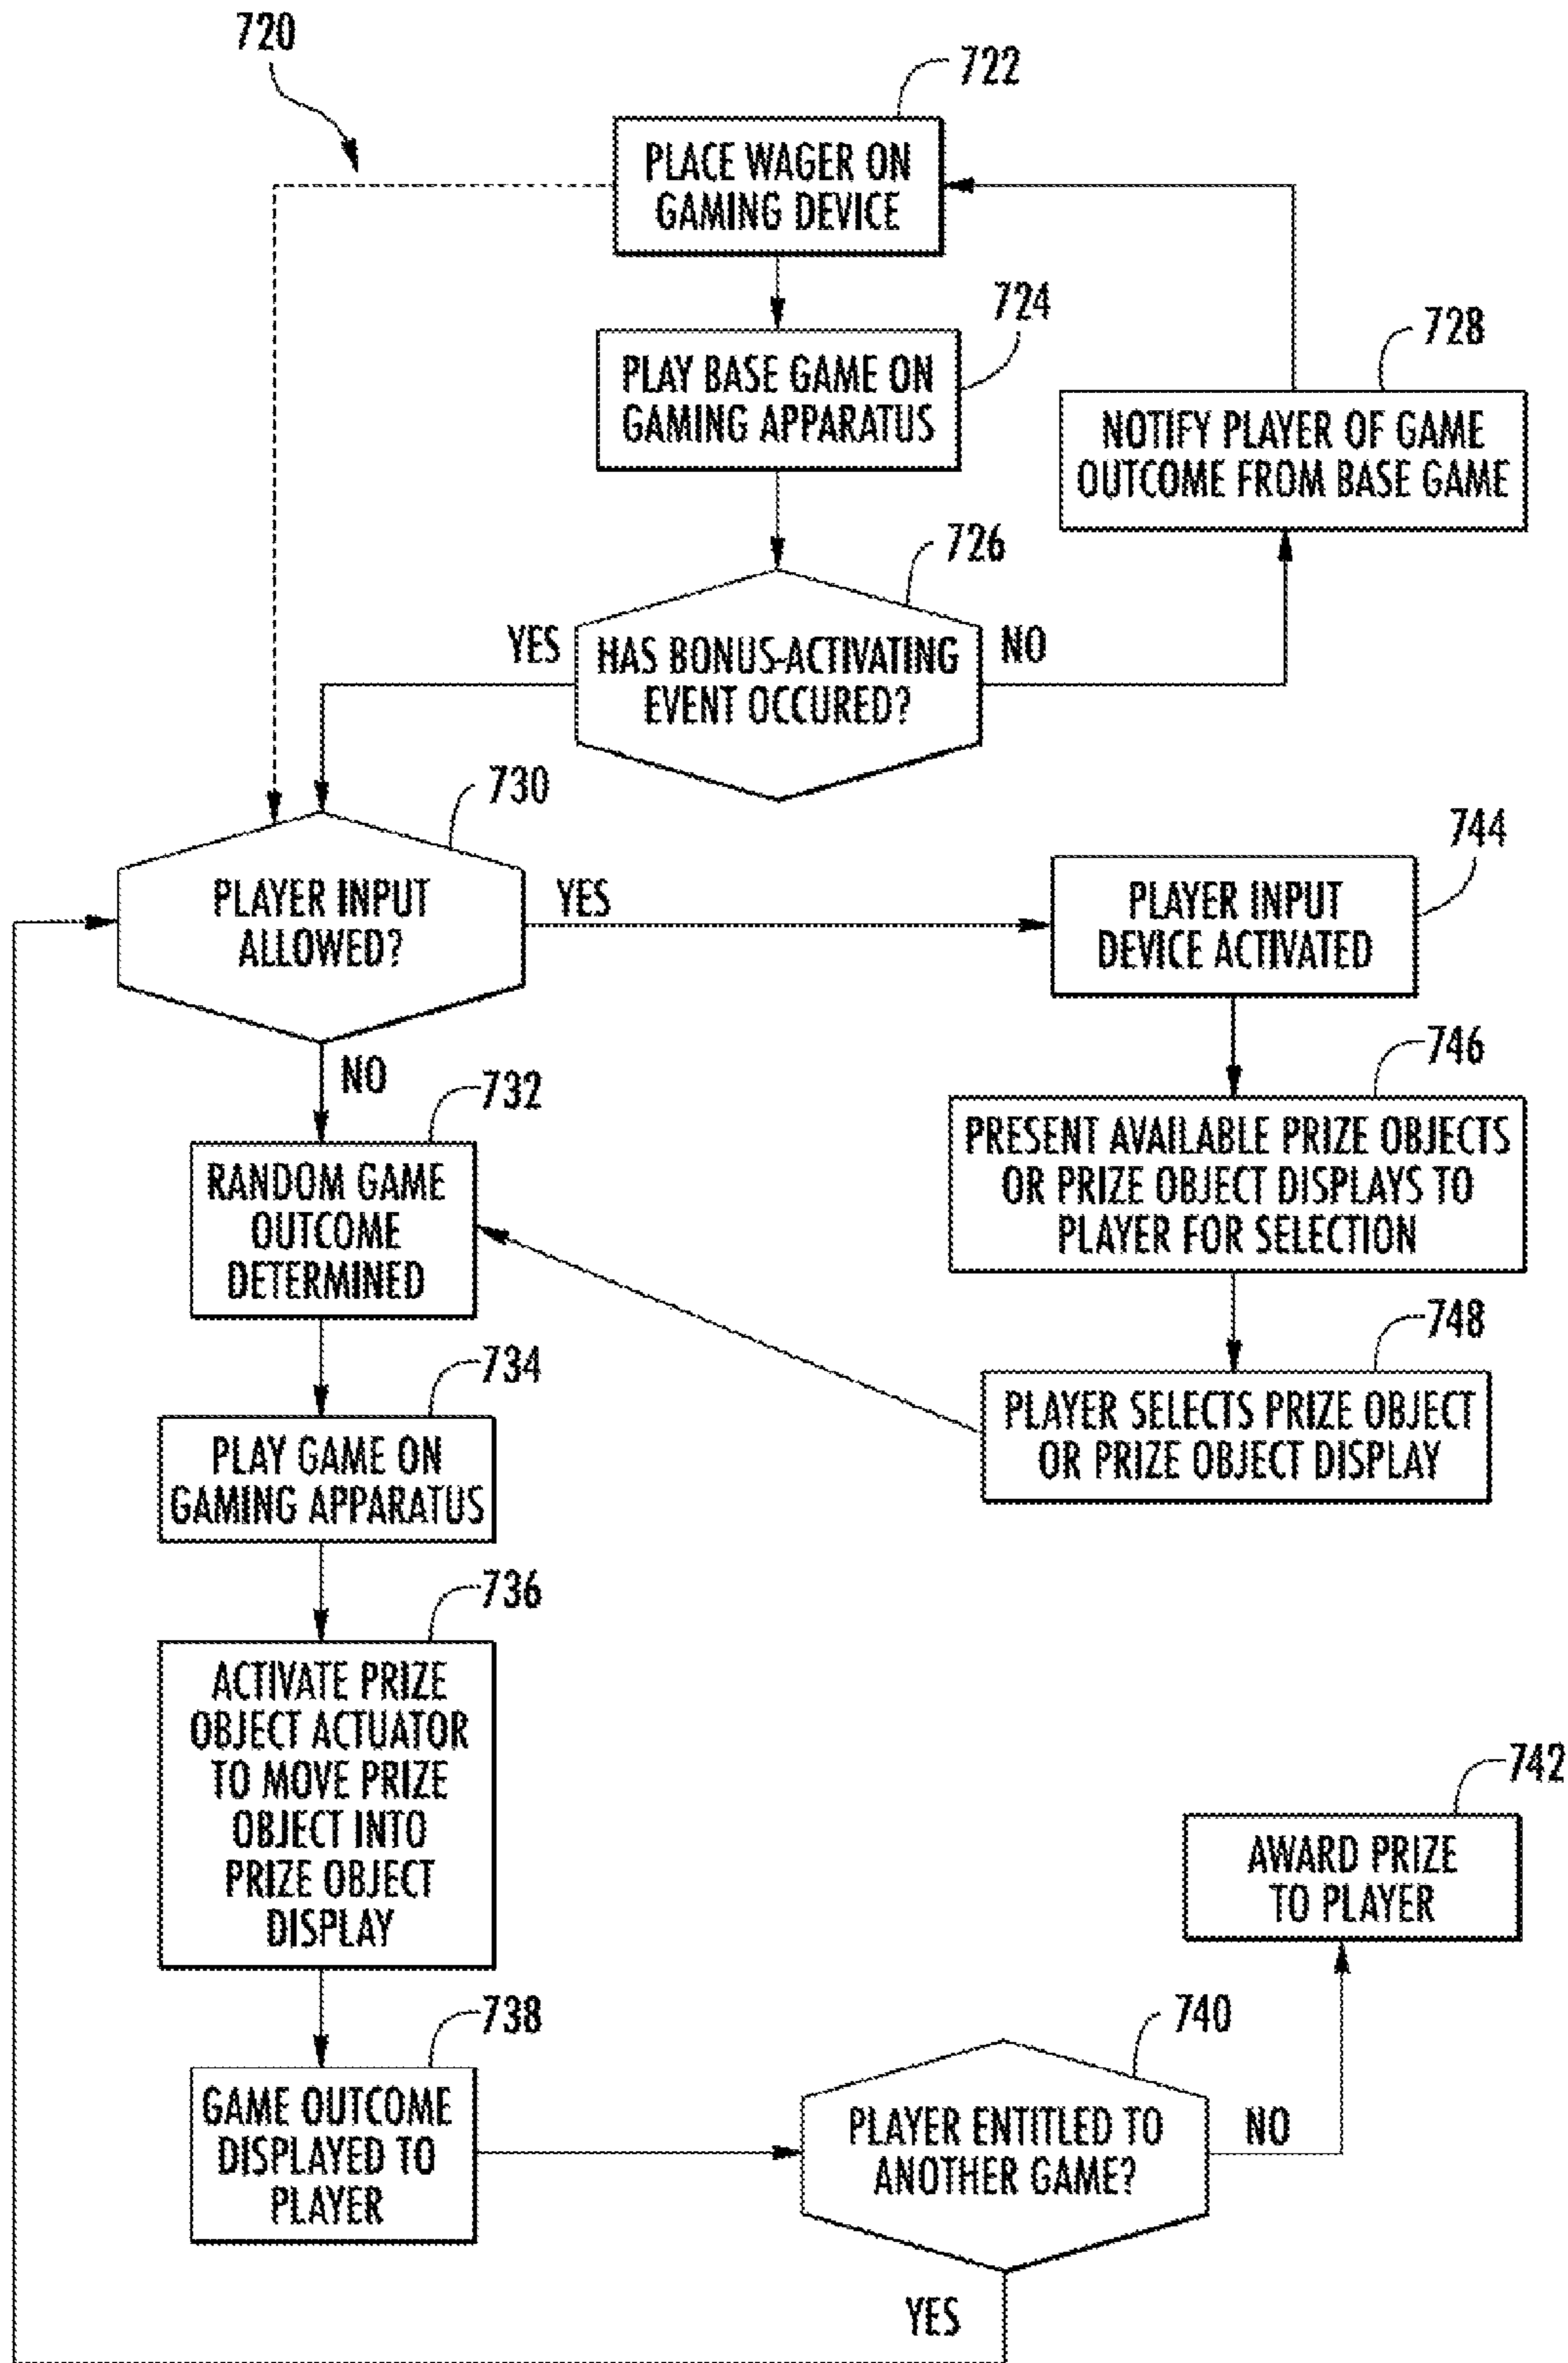 720
722
PLACE WAGER ON
GAMING DEVICE
724
PLAY BASE GAME ON
GAMING APPARATUS
728
NOTIFY PLAYER OF GAME
OUTCOME FROM BASE GAME
726
YES
HAS BONUS-ACTIVATING
EVENT OCCURED?
NO
730
PLAYER INPUT
ALLOWED?
YES
NO
744
PLAYER INPUT
DEVICE ACTIVATED
746
PRESENT AVAILABLE PRIZE OBJECTS
OR PRIZE OBJECT DISPLAYS TO
PLAYER FOR SELECTION
748
PLAYER SELECTS PRIZE OBJECT
OR PRIZE OBJECT DISPLAY
732
RANDOM GAME
OUTCOME
DETERMINED
734
PLAY GAME ON
GAMING APPARATUS
736
ACTIVATE PRIZE
OBJECT ACTUATOR
TO MOVE PRIZE
OBJECT INTO
PRIZE OBJECT
DISPLAY
738
GAME OUTCOME
DISPLAYED TO
PLAYER
740
PLAYER ENTITLED TO
ANOTHER GAME?
NO
YES
742
AWARD PRIZE
TO PLAYER